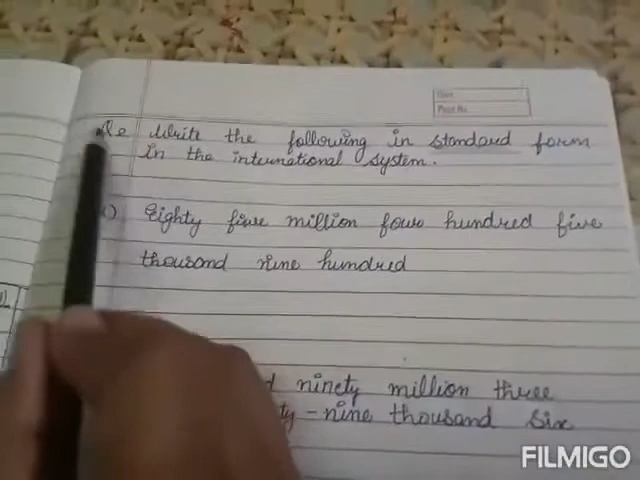 Write the following in standard form
in the international system.
Eighty five million four hundred five
thousand nine hundred
ninety million three
ty-nine thousand six
FILMIGO